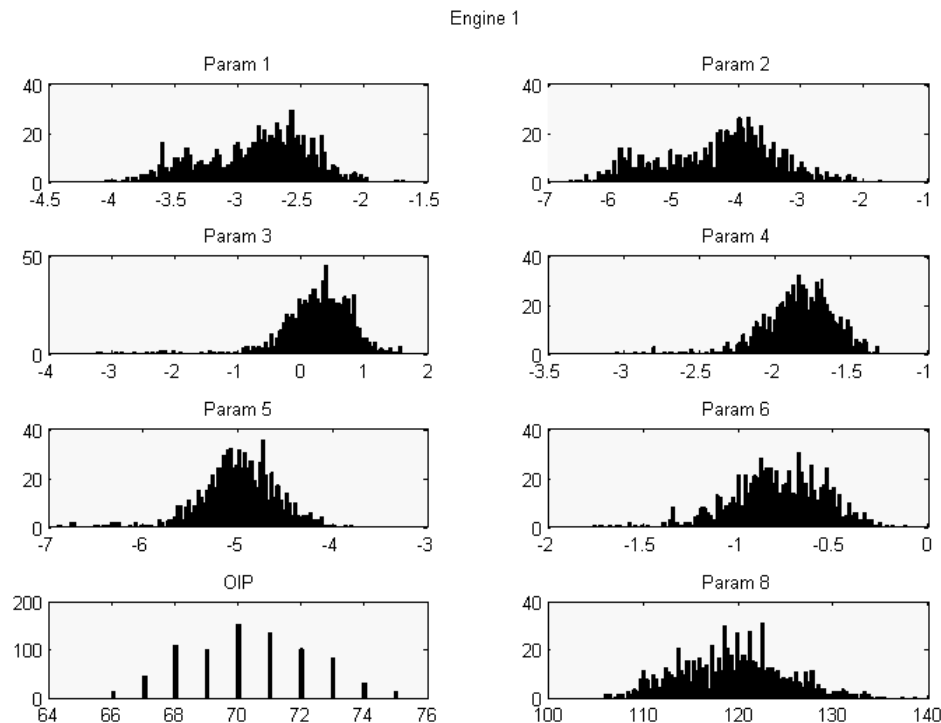 Engine 1
Param 1
40
20
0
-4.5 -4 -3.5 -3 -2.5 -2 -1.5
Param 2
40
20
0
-7 -6 -5 -4 -3 -2 -1
Param 3
50
0
-4 -3 -2 -1 0 1 2
Param 4
40
20
0
-3.5 -3 -2.5 -2 -1.5 -1
Param 5
40
20
0
-7 -6 -5 -4 -3
Param 6
40
20
0
-2 -1.5 -1 -0.5 0
OIP
200
100
0
64 66 68 70 72 74 76
Param 8
40
20
0
100 110 120 130 140